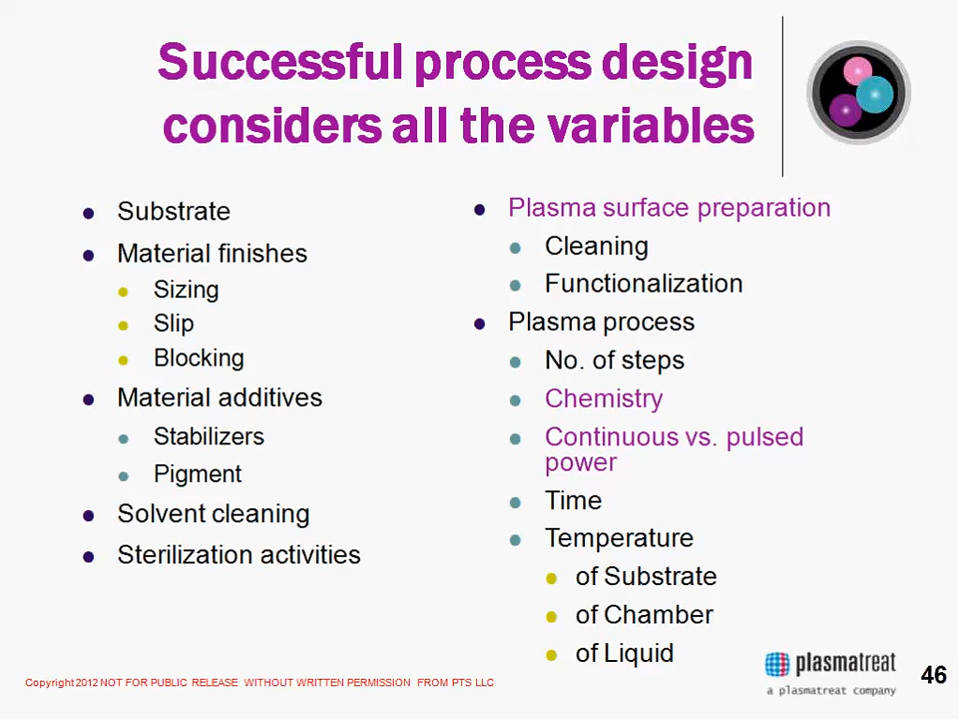 Successful process design
considers all the variables
Substrate
Material finishes
Sizing
Slip
Blocking
Material additives
Stabilizers
Pigment
Solvent cleaning
Sterilization activities
Plasma surface preparation
Cleaning
Functionalization
Plasma process
No. of steps
Chemistry
Continuous vs. pulsed
power
Time
Temperature
of Substrate
of Chamber
of Liquid
Copyright 2012 NOT FOR PUBLIC RELEASE WITHOUT WRITTEN PERMISSION FROM PTS LLC
plasmatreat
a plasmatreat company
46